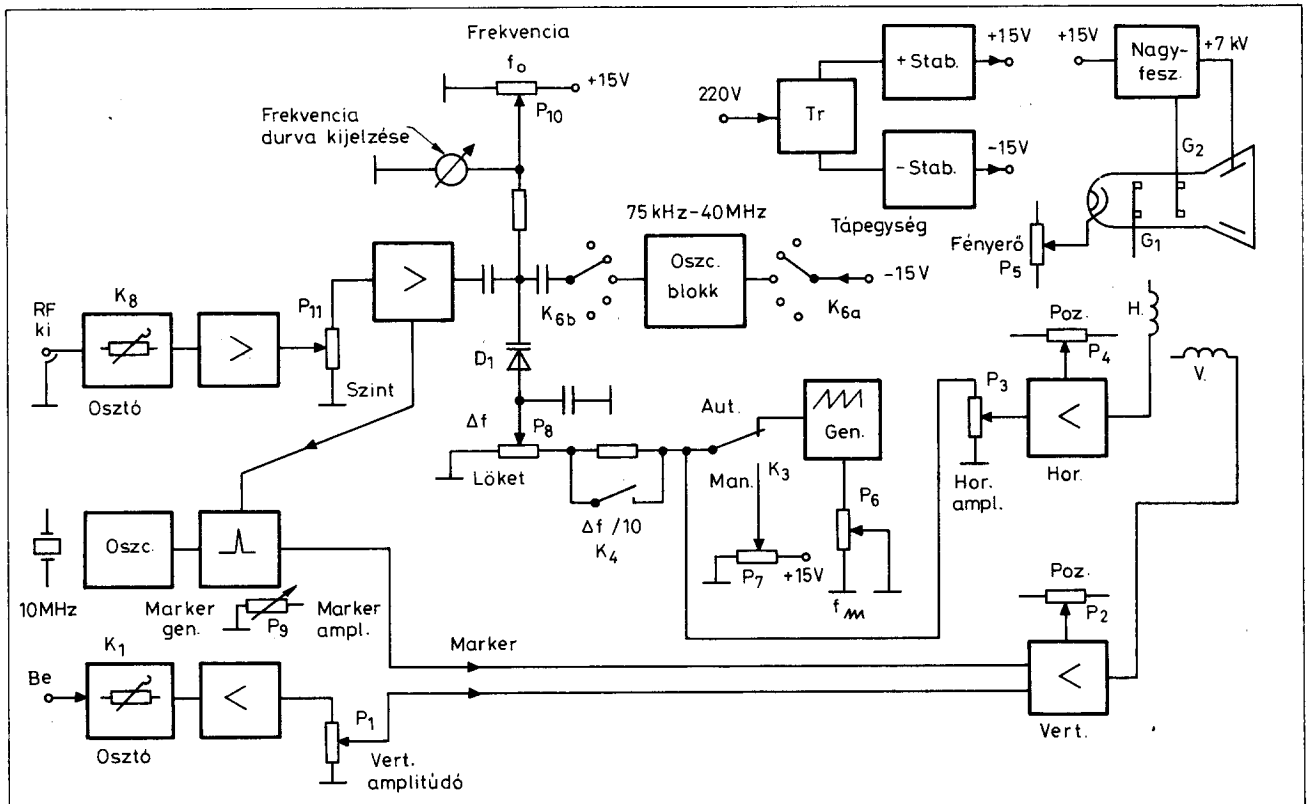 Frekvencia
f₀
+15V
P₁₀
Frekvencia
durva kijelzése
220V
Tr
+Stab.
+15V
-Stab.
-15V
Tápegység
+15V
Nagy-
fesz.
+7 kV
G₂
G₁
Fényerő
P₅
75 kHz-40MHz
Oszc.
blokk
K₆b
K₆a
-15V
RF
ki
K₈
Osztó
>
P₁₁
Szint
>
D₁
Δf
P₈
Löket
Δf /10
K₄
Aut.
Man.
K₃
P₇
+15V
Gen.
P₆
f
H.
V.
Poz.
P₄
P₃
Hor.
ampl.
<
Hor.
10MHz
Oszc.
Marker
gen.
P₉
Marker
ampl.
Marker
Be
K₁
Osztó
<
P₁
Vert.
amplitúdó
Poz.
P₂
<
Vert.